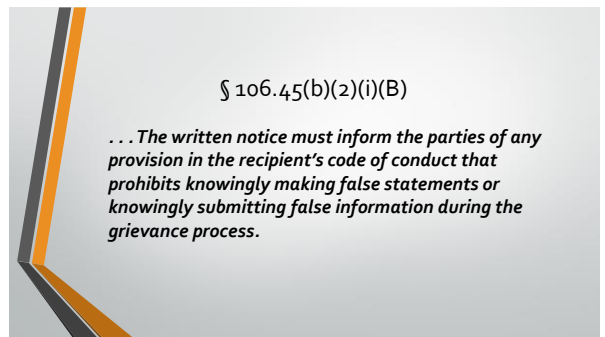 § 106.45(b)(2)(i)(B)
. . . The written notice must inform the parties of any
provision in the recipient’s code of conduct that
prohibits knowingly making false statements or
knowingly submitting false information during the
grievance process.